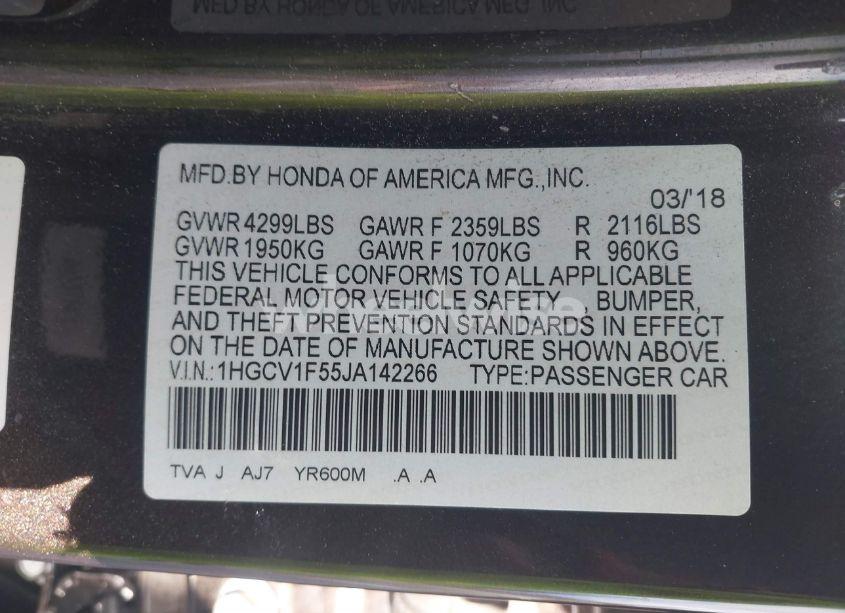 MFD.BY HONDA OF AMERICA MFG.,INC.
03/'18
GVWR 4299LBS GAWR F 2359LBS R 2116LBS
GVWR 1950KG GAWR F 1070KG R 960KG
THIS VEHICLE CONFORMS TO ALL APPLICABLE
FEDERAL MOTOR VEHICLE SAFETY , BUMPER,
AND THEFT PREVENTION STANDARDS IN EFFECT
ON THE DATE OF MANUFACTURE SHOWN ABOVE.
V.I.N.:1HGCV1F55JA142266 TYPE:PASSENGER CAR
TVA J AJ7 YR600M .A .A